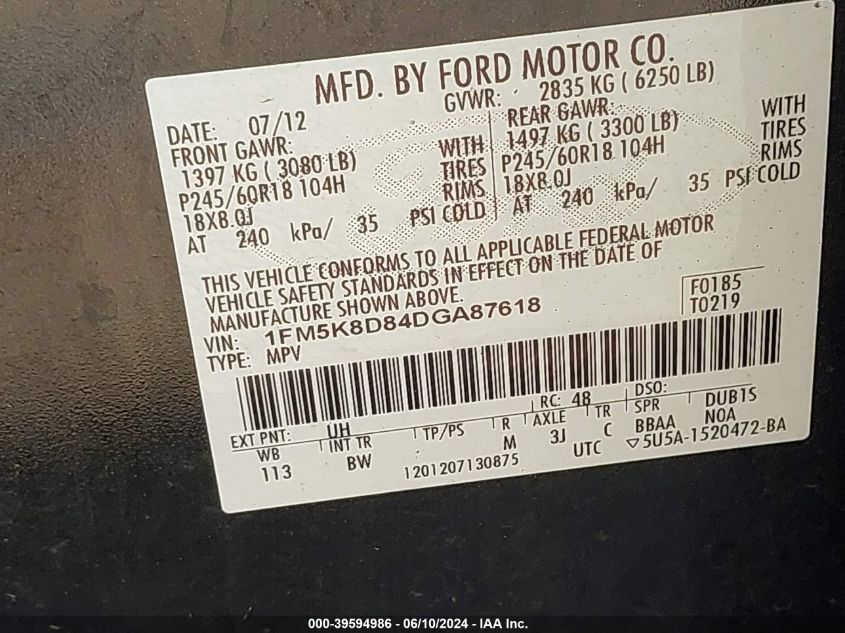 MFD. BY FORD MOTOR CO.
DATE: 07/12 GVWR: 2835 KG ( 6250 LB)
FRONT GAWR: REAR GAWR:
1397 KG ( 3080 LB) WITH 1497 KG ( 3300 LB) WITH
P245/60R18 104H TIRES P245/60R18 104H TIRES
18X8.0J RIMS 18X8.0J RIMS
AT 240 kPa/ 35 PSI COLD AT 240 kPa/ 35 PSI COLD
THIS VEHICLE CONFORMS TO ALL APPLICABLE FEDERAL MOTOR
VEHICLE SAFETY STANDARDS IN EFFECT ON THE DATE OF
MANUFACTURE SHOWN ABOVE.
VIN: 1FM5K8D84DGA87618 F0185
TYPE: MPV T0219
EXT PNT: UH RC: 48 DSO:
WB INT TR TP/PS R AXLE TR SPR DUB1S
113 BW M 3J C BBAA NOA
1201207130875 UTC ▽5U5A-1520472-BA
000-39594986 - 06/10/2024 - IAA Inc.